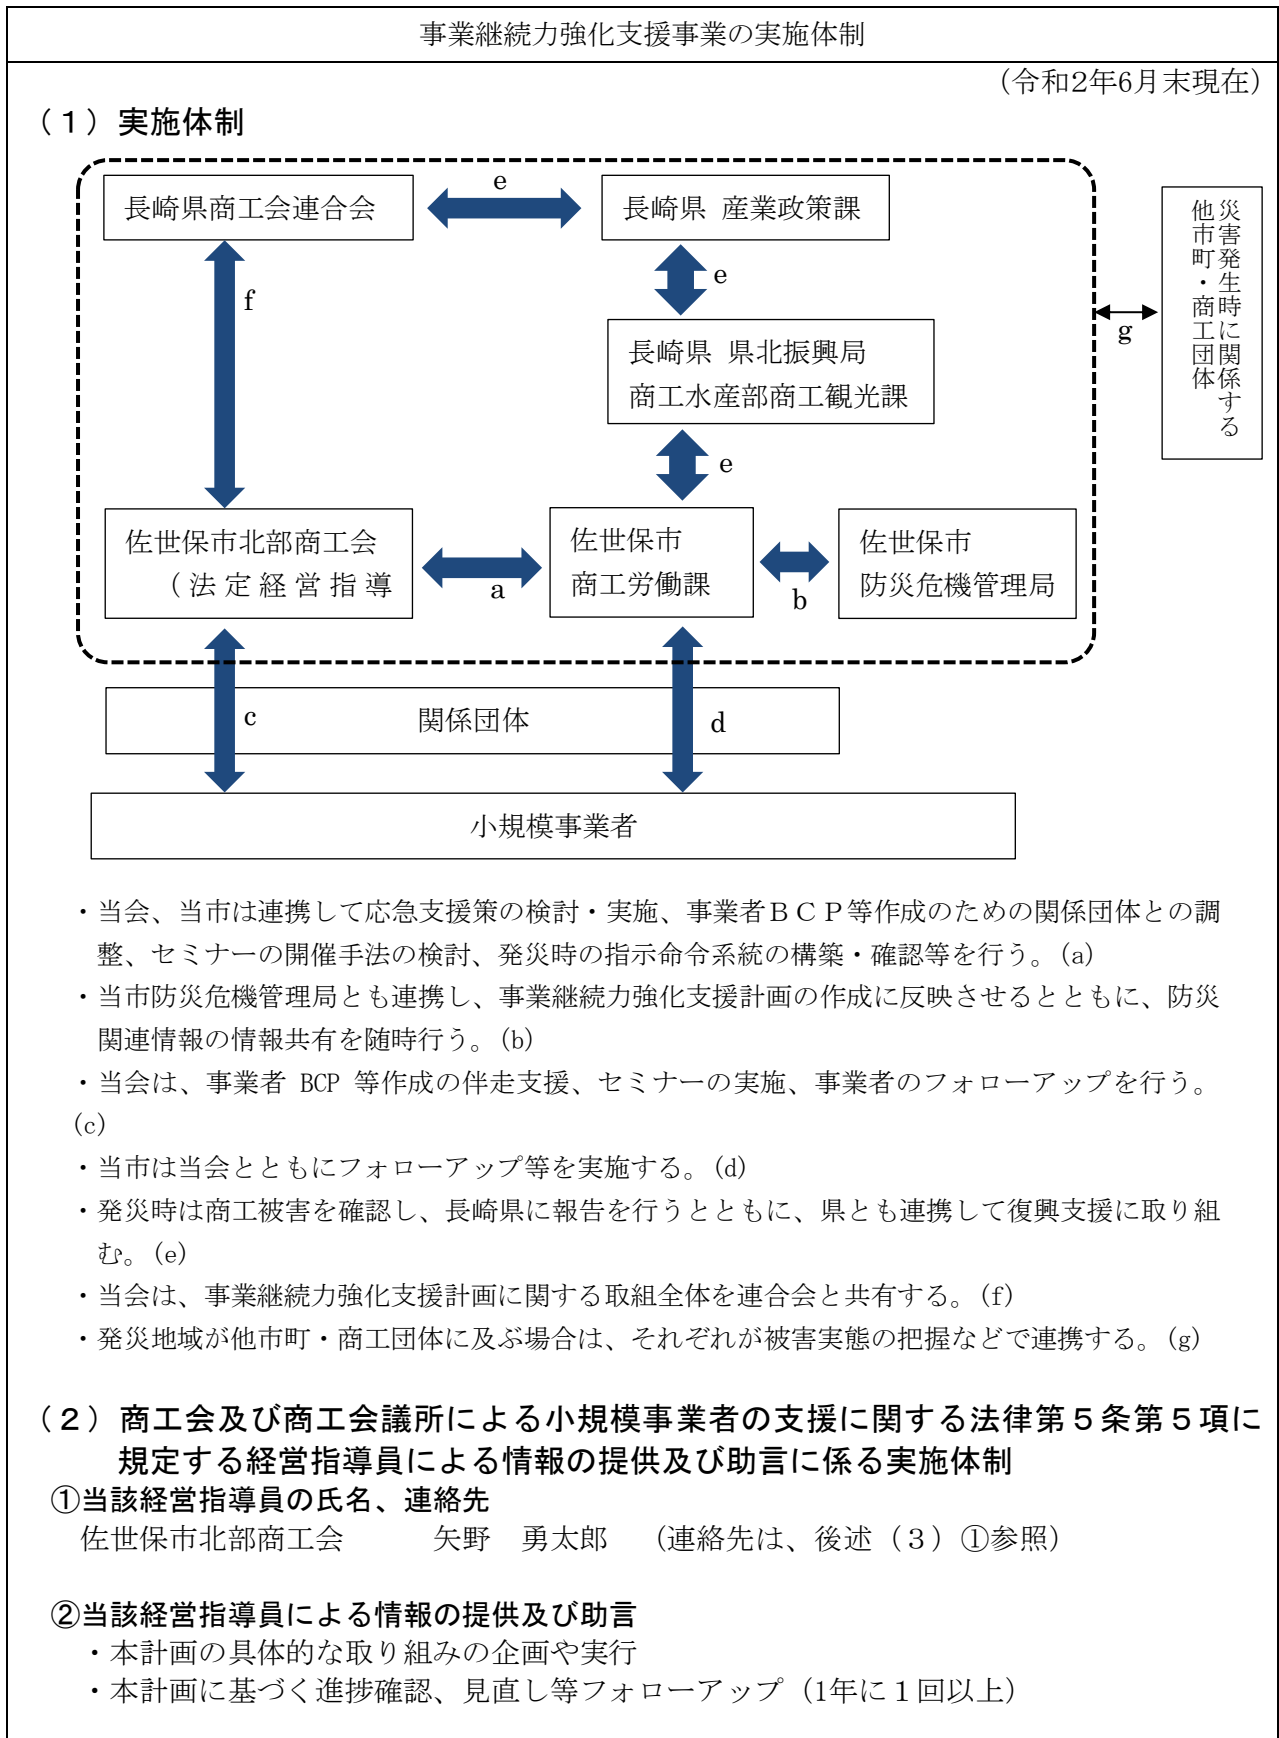 事業継続力強化支援事業の実施体制
（令和2年6月末現在）
（１）実施体制
長崎県商工会連合会
e
長崎県 産業政策課
f
e
長崎県 県北振興局
商工水産部商工観光課
災害発生時に関係する
他市町・商工団体
g
e
佐世保市北部商工会
（法定経営指導
a
佐世保市
商工労働課
b
佐世保市
防災危機管理局
c
関係団体
d
小規模事業者
・当会、当市は連携して応急支援策の検討・実施、事業者ＢＣＰ等作成のための関係団体との調
整、セミナーの開催手法の検討、発災時の指示命令系統の構築・確認等を行う。(a)
・当市防災危機管理局とも連携し、事業継続力強化支援計画の作成に反映させるとともに、防災
関連情報の情報共有を随時行う。(b)
・当会は、事業者 BCP 等作成の伴走支援、セミナーの実施、事業者のフォローアップを行う。
(c)
・当市は当会とともにフォローアップ等を実施する。(d)
・発災時は商工被害を確認し、長崎県に報告を行うとともに、県とも連携して復興支援に取り組
む。(e)
・当会は、事業継続力強化支援計画に関する取組全体を連合会と共有する。(f)
・発災地域が他市町・商工団体に及ぶ場合は、それぞれが被害実態の把握などで連携する。(g)
（２）商工会及び商工会議所による小規模事業者の支援に関する法律第５条第５項に
規定する経営指導員による情報の提供及び助言に係る実施体制
①当該経営指導員の氏名、連絡先
佐世保市北部商工会　　　矢野　勇太郎　（連絡先は、後述（３）①参照）
②当該経営指導員による情報の提供及び助言
・本計画の具体的な取り組みの企画や実行
・本計画に基づく進捗確認、見直し等フォローアップ（1年に１回以上）